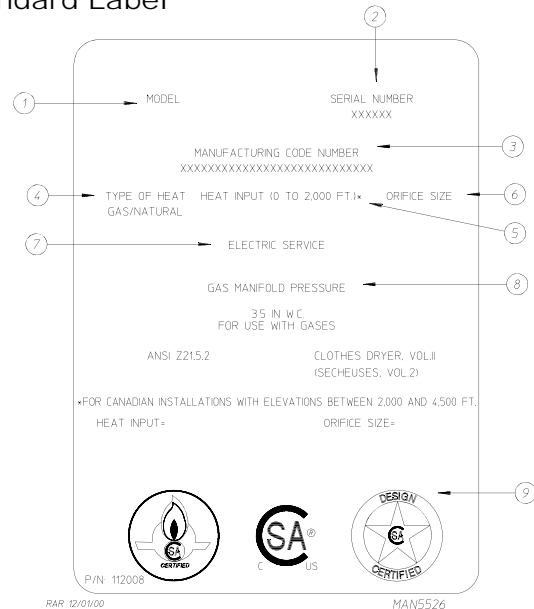 ndard Label
2
1 MODEL SERIAL NUMBER
XXXXXX
3
MANUFACTURING CODE NUMBER
XXXXXXXXXXXXXXXXXXXXXXXXXXXX
4 TYPE OF HEAT HEAT INPUT (0 TO 2,000 FT.)* ORIFICE SIZE 6
GAS/NATURAL
5
7 ELECTRIC SERVICE
GAS MANIFOLD PRESSURE 8
3.5 IN W.C.
FOR USE WITH GASES
ANSI Z21.5.2 CLOTHES DRYER, VOL.II
(SECHEUSES, VOL.2)
*FOR CANADIAN INSTALLATIONS WITH ELEVATIONS BETWEEN 2,000 AND 4,500 FT.
HEAT INPUT= ORIFICE SIZE=
9
SA CERTIFIED
SA®
C US
DESIGN
SA
CERTIFIED
P/N: 112008
RAR 12/01/00 MAN5526